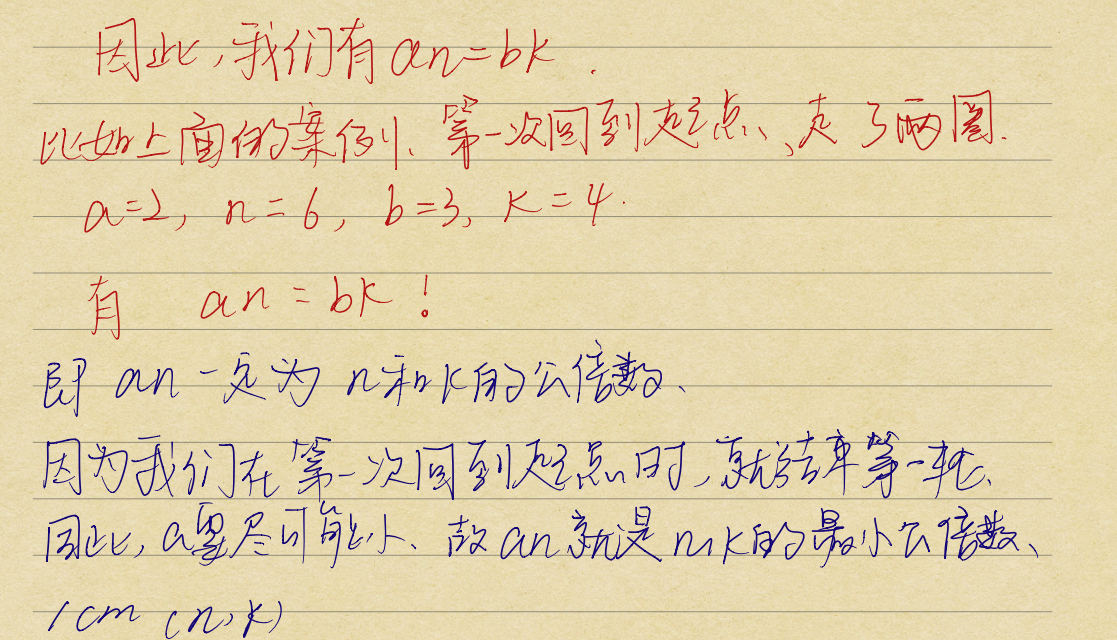 因此,我们有 an=bk.
比如上面的案例、第一次回到起点、走了两圈.
a=2, n=6, b=3, k=4.
有 an=bk!
即 an 一定为 n和k的公倍数、
因为我们在第一次回到起点时,就结束第一轮、
因此, a要尽可能小、故 an 就是 n,k的最小公倍数、
lcm (n,k)